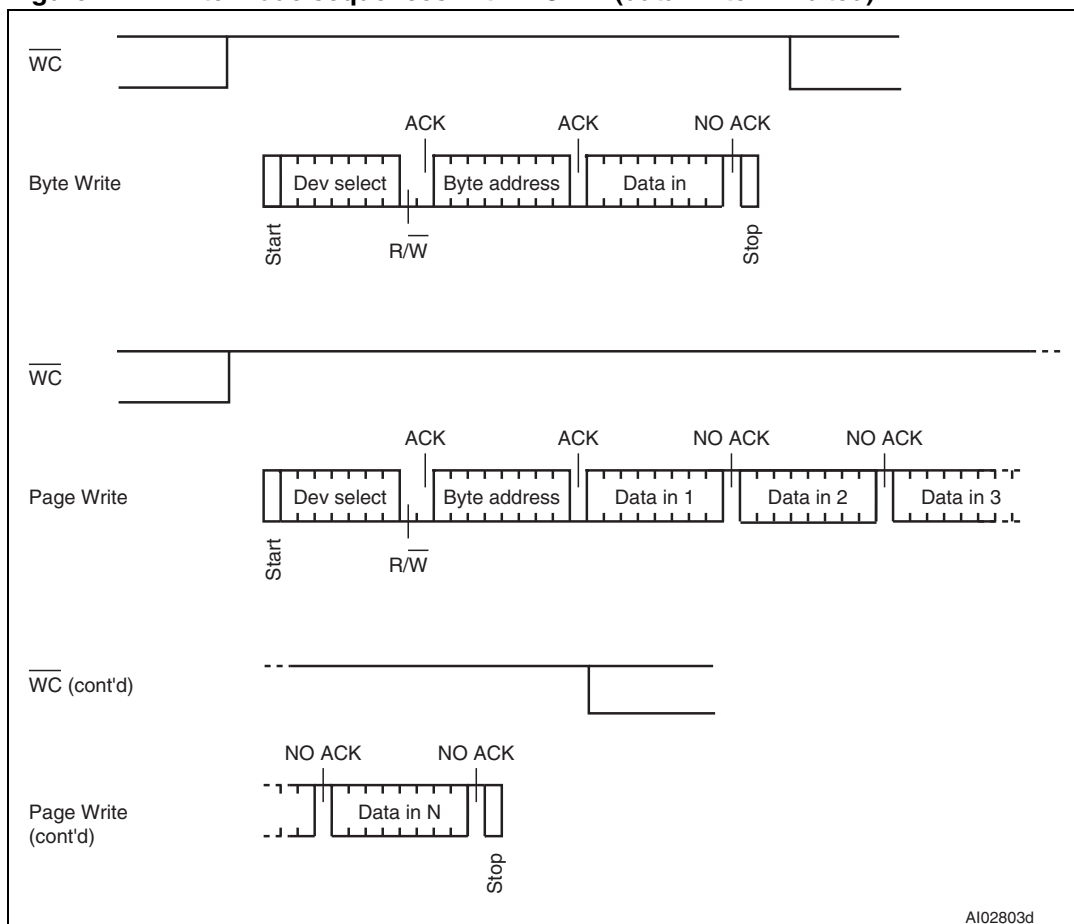 WC
ACK ACK NO ACK
Byte Write Dev select Byte address Data in
R/W
Start Stop
WC
ACK ACK NO ACK NO ACK
Page Write Dev select Byte address Data in 1 Data in 2 Data in 3
R/W
Start
WC (cont'd)
NO ACK NO ACK
Page Write Data in N
(cont'd)
Stop
AI02803d